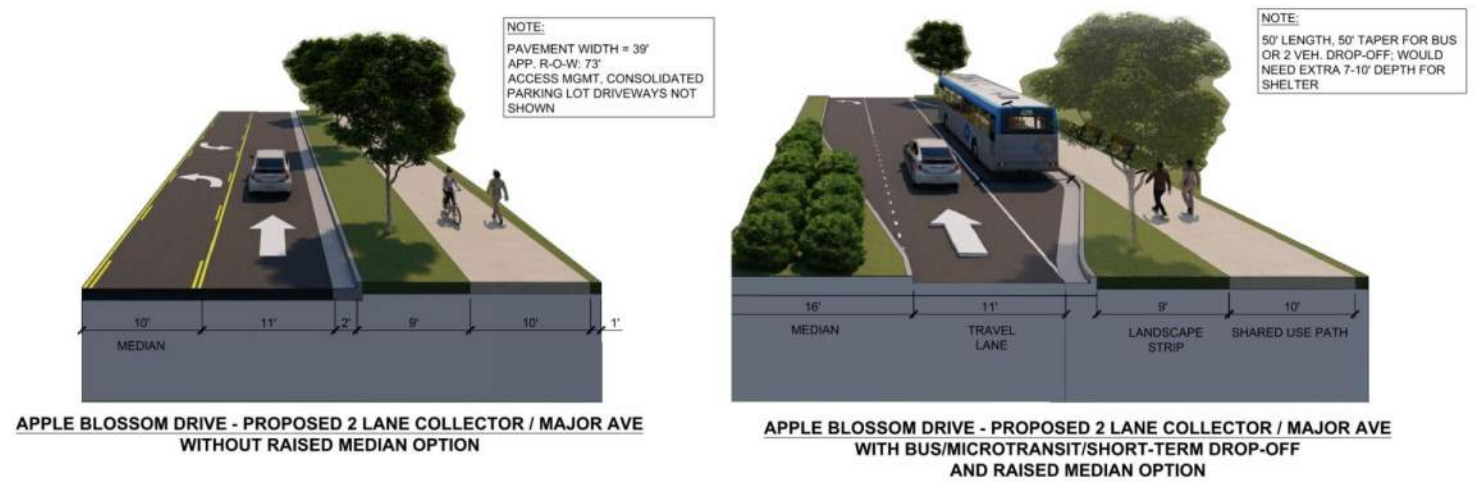 NOTE:
PAVEMENT WIDTH = 39'
APP. R-O-W: 73'
ACCESS MGMT, CONSOLIDATED
PARKING LOT DRIVEWAYS NOT
SHOWN
10'
11'
2'
9'
10'
1'
MEDIAN
APPLE BLOSSOM DRIVE - PROPOSED 2 LANE COLLECTOR / MAJOR AVE
WITHOUT RAISED MEDIAN OPTION
NOTE:
50' LENGTH, 50' TAPER FOR BUS
OR 2 VEH. DROP-OFF; WOULD
NEED EXTRA 7-10' DEPTH FOR
SHELTER
16'
11'
9'
10'
MEDIAN
TRAVEL
LANE
LANDSCAPE
STRIP
SHARED USE PATH
APPLE BLOSSOM DRIVE - PROPOSED 2 LANE COLLECTOR / MAJOR AVE
WITH BUS/MICROTRANSIT/SHORT-TERM DROP-OFF
AND RAISED MEDIAN OPTION